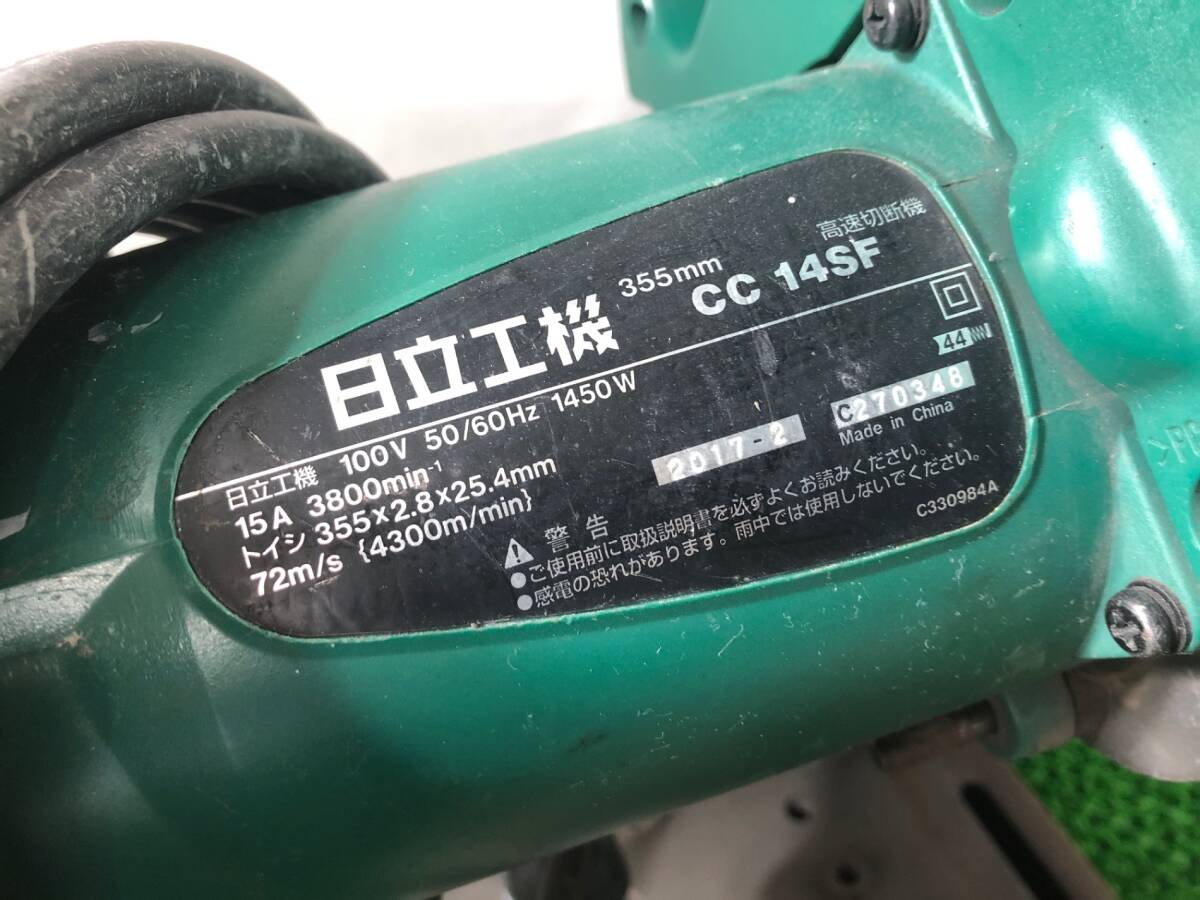 高速切断機
355mm CC 14SF
日立工機
日立工機 100V 50/60Hz 1450W
15A 3800min⁻¹
トイシ 355×2.8×25.4mm
72m/s {4300m/min}
44
2017-2 C270348
Made in China
警告
●ご使用前に取扱説明書を必ずよくお読みください。
●感電の恐れがあります。雨中では使用しないでください。
C330984A